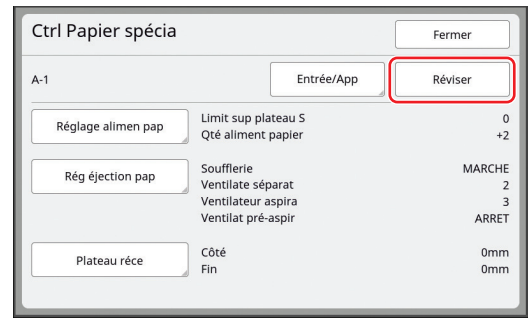 Ctrl Papier spécia
Fermer
A-1
Entrée/App
Réviser
Réglage alimen pap
Limit sup plateau S 0
Qté aliment papier +2
Rég éjection pap
Soufflerie MARCHE
Ventilate séparat 2
Ventilateur aspira 3
Ventilat pré-aspir ARRET
Plateau réce
Côté 0mm
Fin 0mm